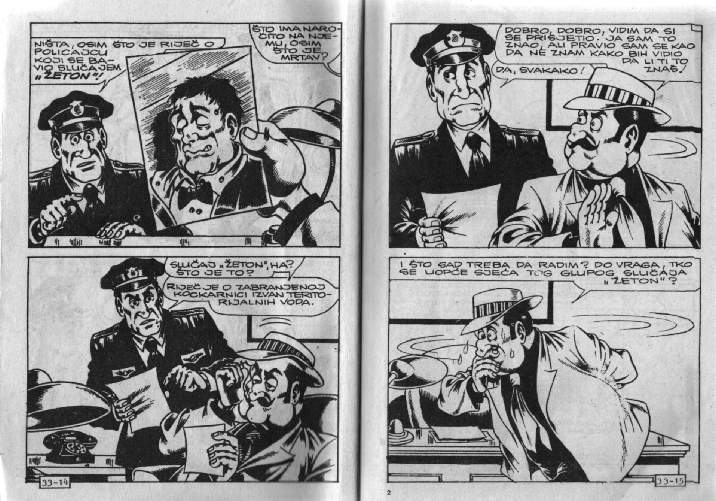 NIŠTA, OSIM ŠTO JE RIJEČ O
POLICAJCU
KOJI SE BA-
VIO SLUČAJEM
„ŽETON“!
ŠTO IMA NARO-
ČITO NA NJE-
MU, OSIM
ŠTO JE
MRTAV?
SLUČAJ „ŽETON“, HA?
ŠTO JE TO?
RIJEČ JE O ZABRANJENOJ
KOCKARNICI IZVAN TERITO-
RIJALNIH VODA.
33-14
DOBRO, DOBRO, VIDIM DA SI
SE PRISJETIO. JA SAM TO
ZNAO, ALI PRAVIO SAM SE KAO
DA NE ZNAM KAKO BIH VIDIO
DA LI TI TO
ZNAŠ!
DA, SVAKAKO!
I ŠTO SAD TREBA DA RADIM? DO VRAGA, TKO
SE UOPĆE SJEĆA TOG GLUPOG SLUČAJA
„ŽETON“?
33-15
2